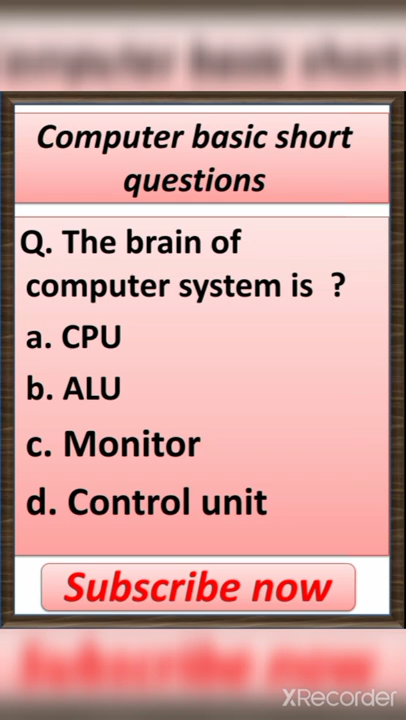 Computer basic short
questions
Q. The brain of
computer system is ?
a. CPU
b. ALU
c. Monitor
d. Control unit
Subscribe now
XRecorder